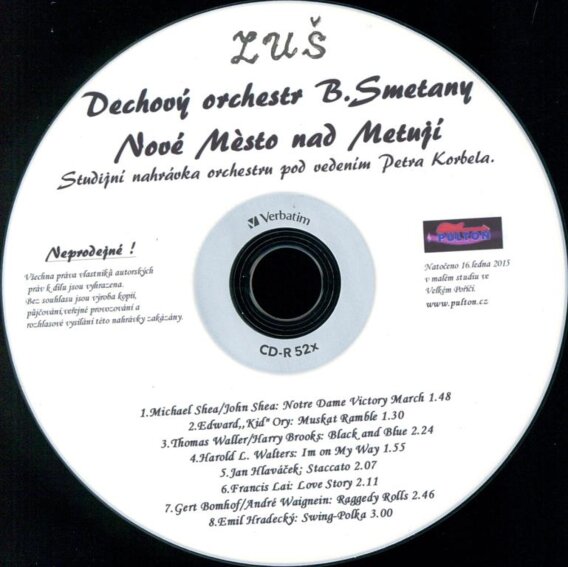 ZUŠ
Dechový orchestr B.Smetany
Nové Mèsto nad Metují
Studijní nahrávka orchestru pod vedením Petra Korbela.
Verbatim
Neprodejné !
Všechna práva vlastníků autorských
práv k dílu jsou vyhrazena.
Bez souhlasu jsou výroba kopií,
půjčování,veřejné provozování a
rozhlasové vysílání této nahrávky zakázány.
PULTON
Natočeno 16.ledna 2015
v malém studiu ve
Velkém Poříčí.
www.pulton.cz
CD-R 52x
1.Michael Shea/John Shea: Notre Dame Victory March 1.48
2.Edward,,Kid" Ory: Muskat Ramble 1.30
3.Thomas Waller/Harry Brooks: Black and Blue 2.24
4.Harold L. Walters: Im on My Way 1.55
5.Jan Hlaváček; Staccato 2.07
6.Francis Lai: Love Story 2.11
7.Gert Bomhof/André Waignein: Raggedy Rolls 2.46
8.Emil Hradecký: Swing-Polka 3.00